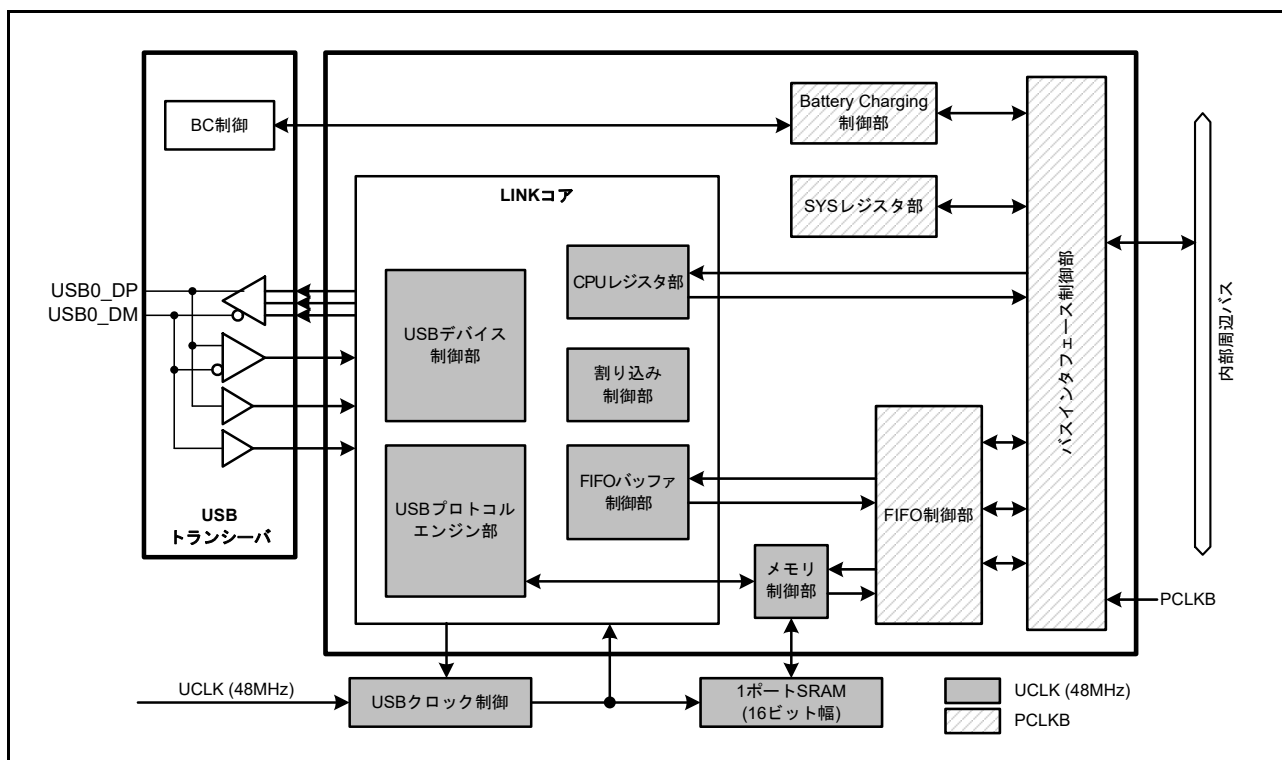 BC制御
Battery Charging
制御部
LINKコア
SYSレジスタ部
CPUレジスタ部
USB0_DP
USB0_DM
USBデバイス
制御部
割り込み
制御部
USBプロトコル
エンジン部
FIFOバッファ
制御部
FIFO制御部
メモリ
制御部
バスインタフェース制御部
内部周辺バス
USB
トランシーバ
PCLKB
UCLK (48MHz)
USBクロック制御
1ポートSRAM
(16ビット幅)
UCLK (48MHz)
PCLKB